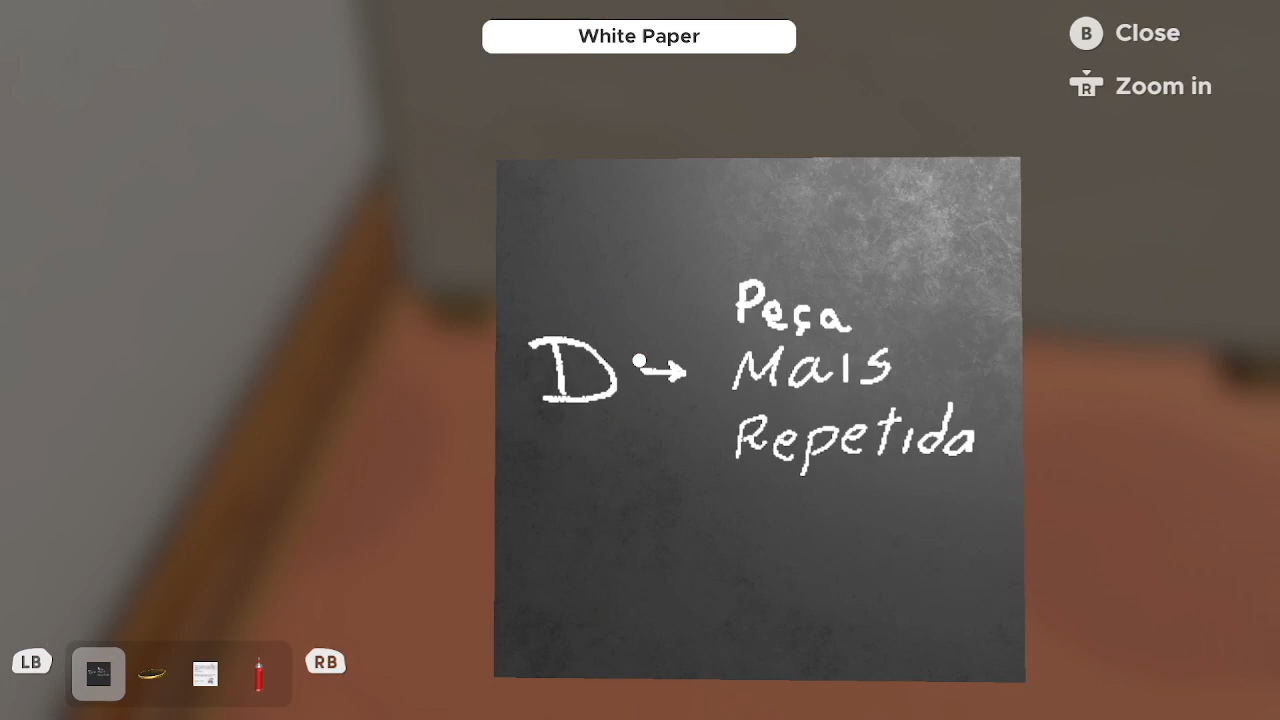 White Paper
B Close
R Zoom in
D → Peça
Mais
Repetida
LB
RB